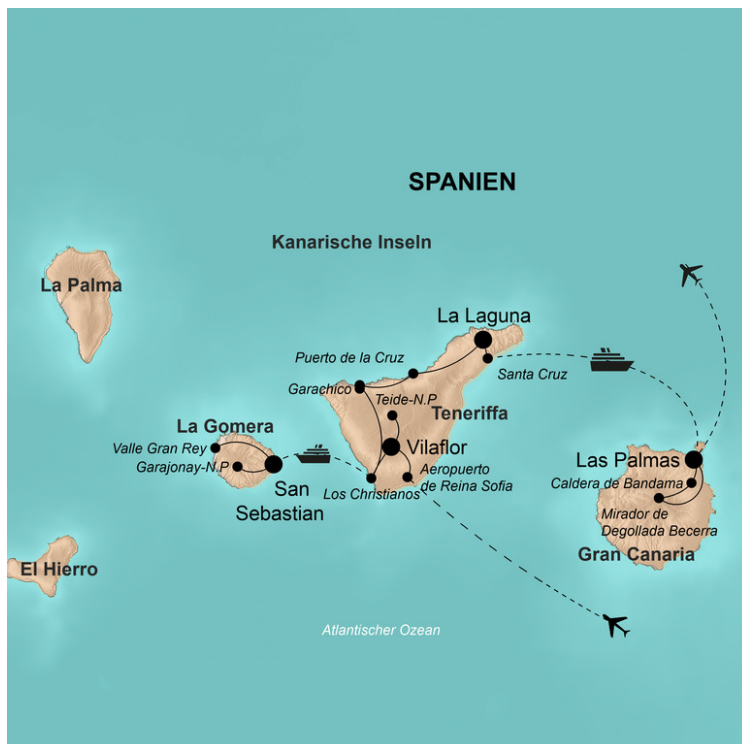 SPANIEN
Kanarische Inseln
La Palma
La Laguna
Puerto de la Cruz
Santa Cruz
Garachico
Teide-N.P
Teneriffa
La Gomera
Valle Gran Rey
Vilaflor
Garajonay-N.P
Las Palmas
Aeropuerto
de Reina Sofia
Caldera de Bandama
San
Sebastian
Los Christianos
Mirador de
Degollada Becerra
Gran Canaria
El Hierro
Atlantischer Ozean